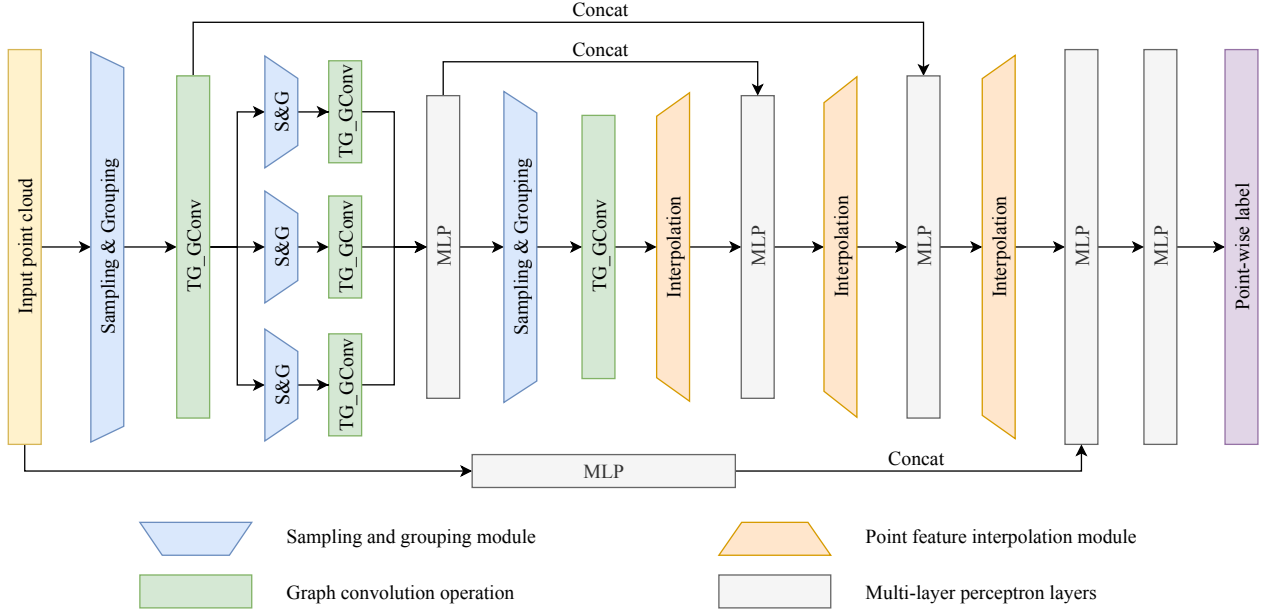 Concat
Concat
Input point cloud
Sampling & Grouping
TG_GConv
S&G
TG_GConv
S&G
TG_GConv
S&G
TG_GConv
MLP
Sampling & Grouping
TG_GConv
Interpolation
MLP
Interpolation
MLP
Interpolation
MLP
MLP
Point-wise label
MLP
Concat
Sampling and grouping module
Point feature interpolation module
Graph convolution operation
Multi-layer perceptron layers